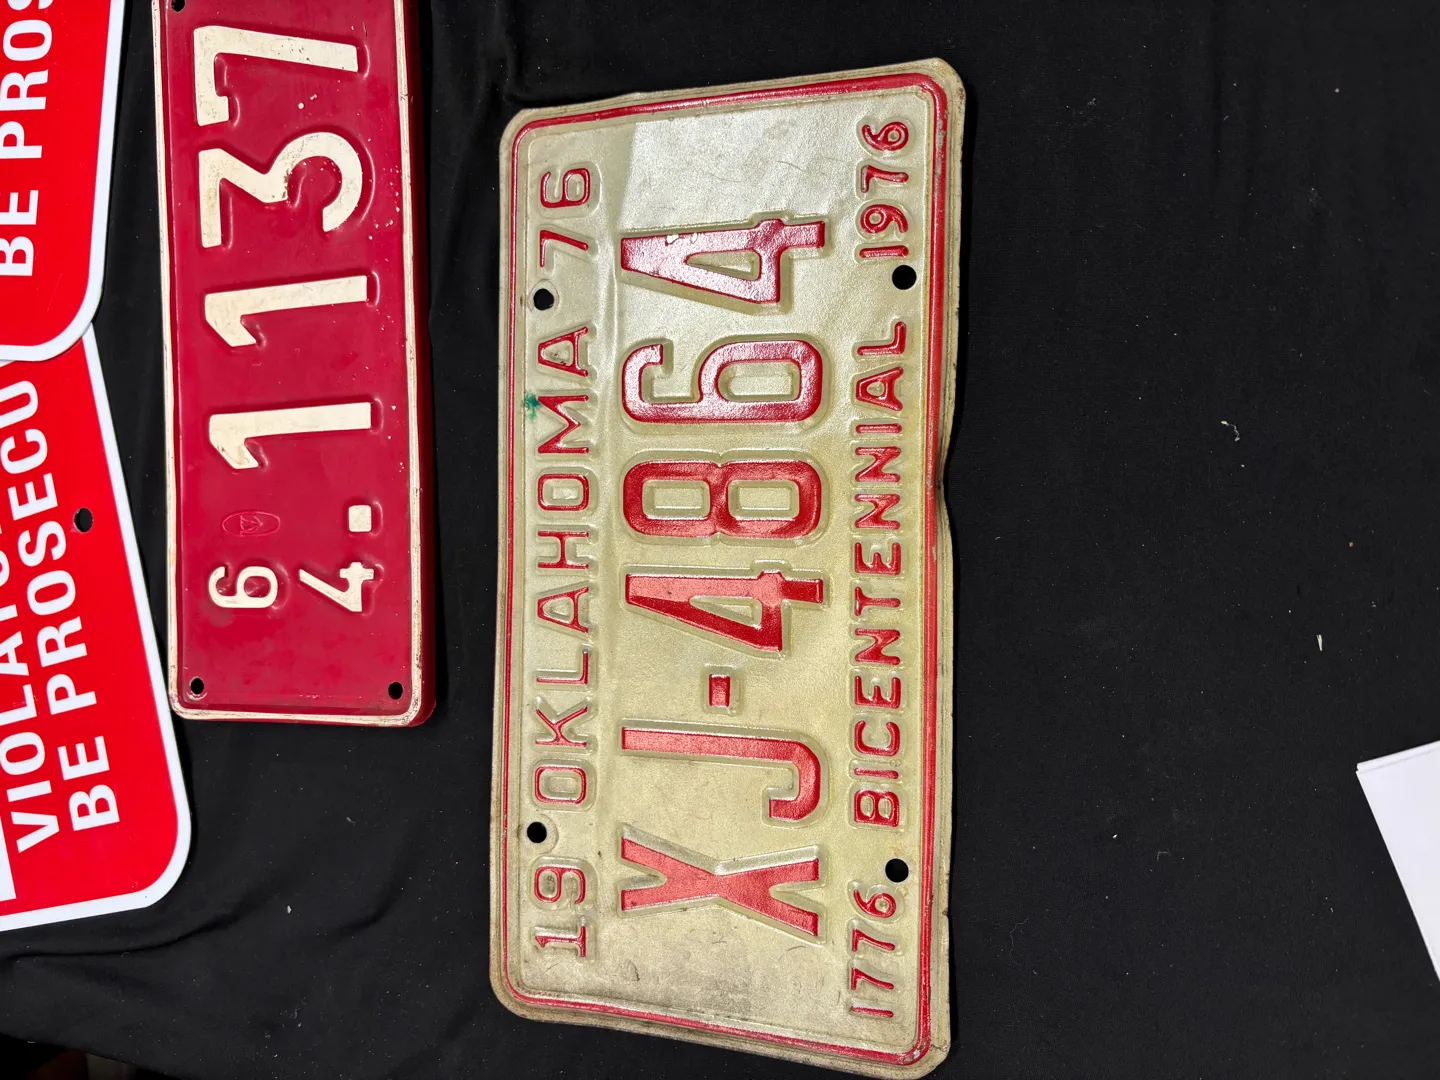 BE PROS
VIOLATO
BE PROSECU
6
4. 1137
19 OKLAHOMA 76
XJ-4864
1776 BICENTENNIAL 1976